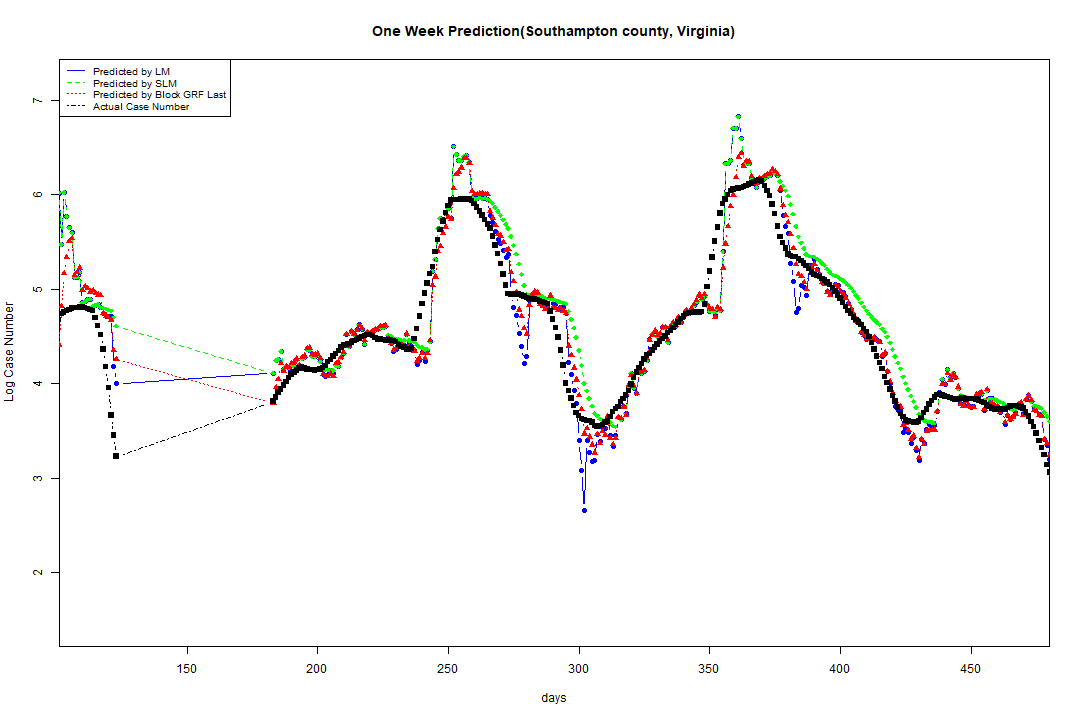 One Week Prediction(Southampton county, Virginia)
Predicted by LM
Predicted by SLM
Predicted by Block GRF Last
Actual Case Number
Log Case Number
7
6
5
4
3
2
150 200 250 300 350 400 450
days